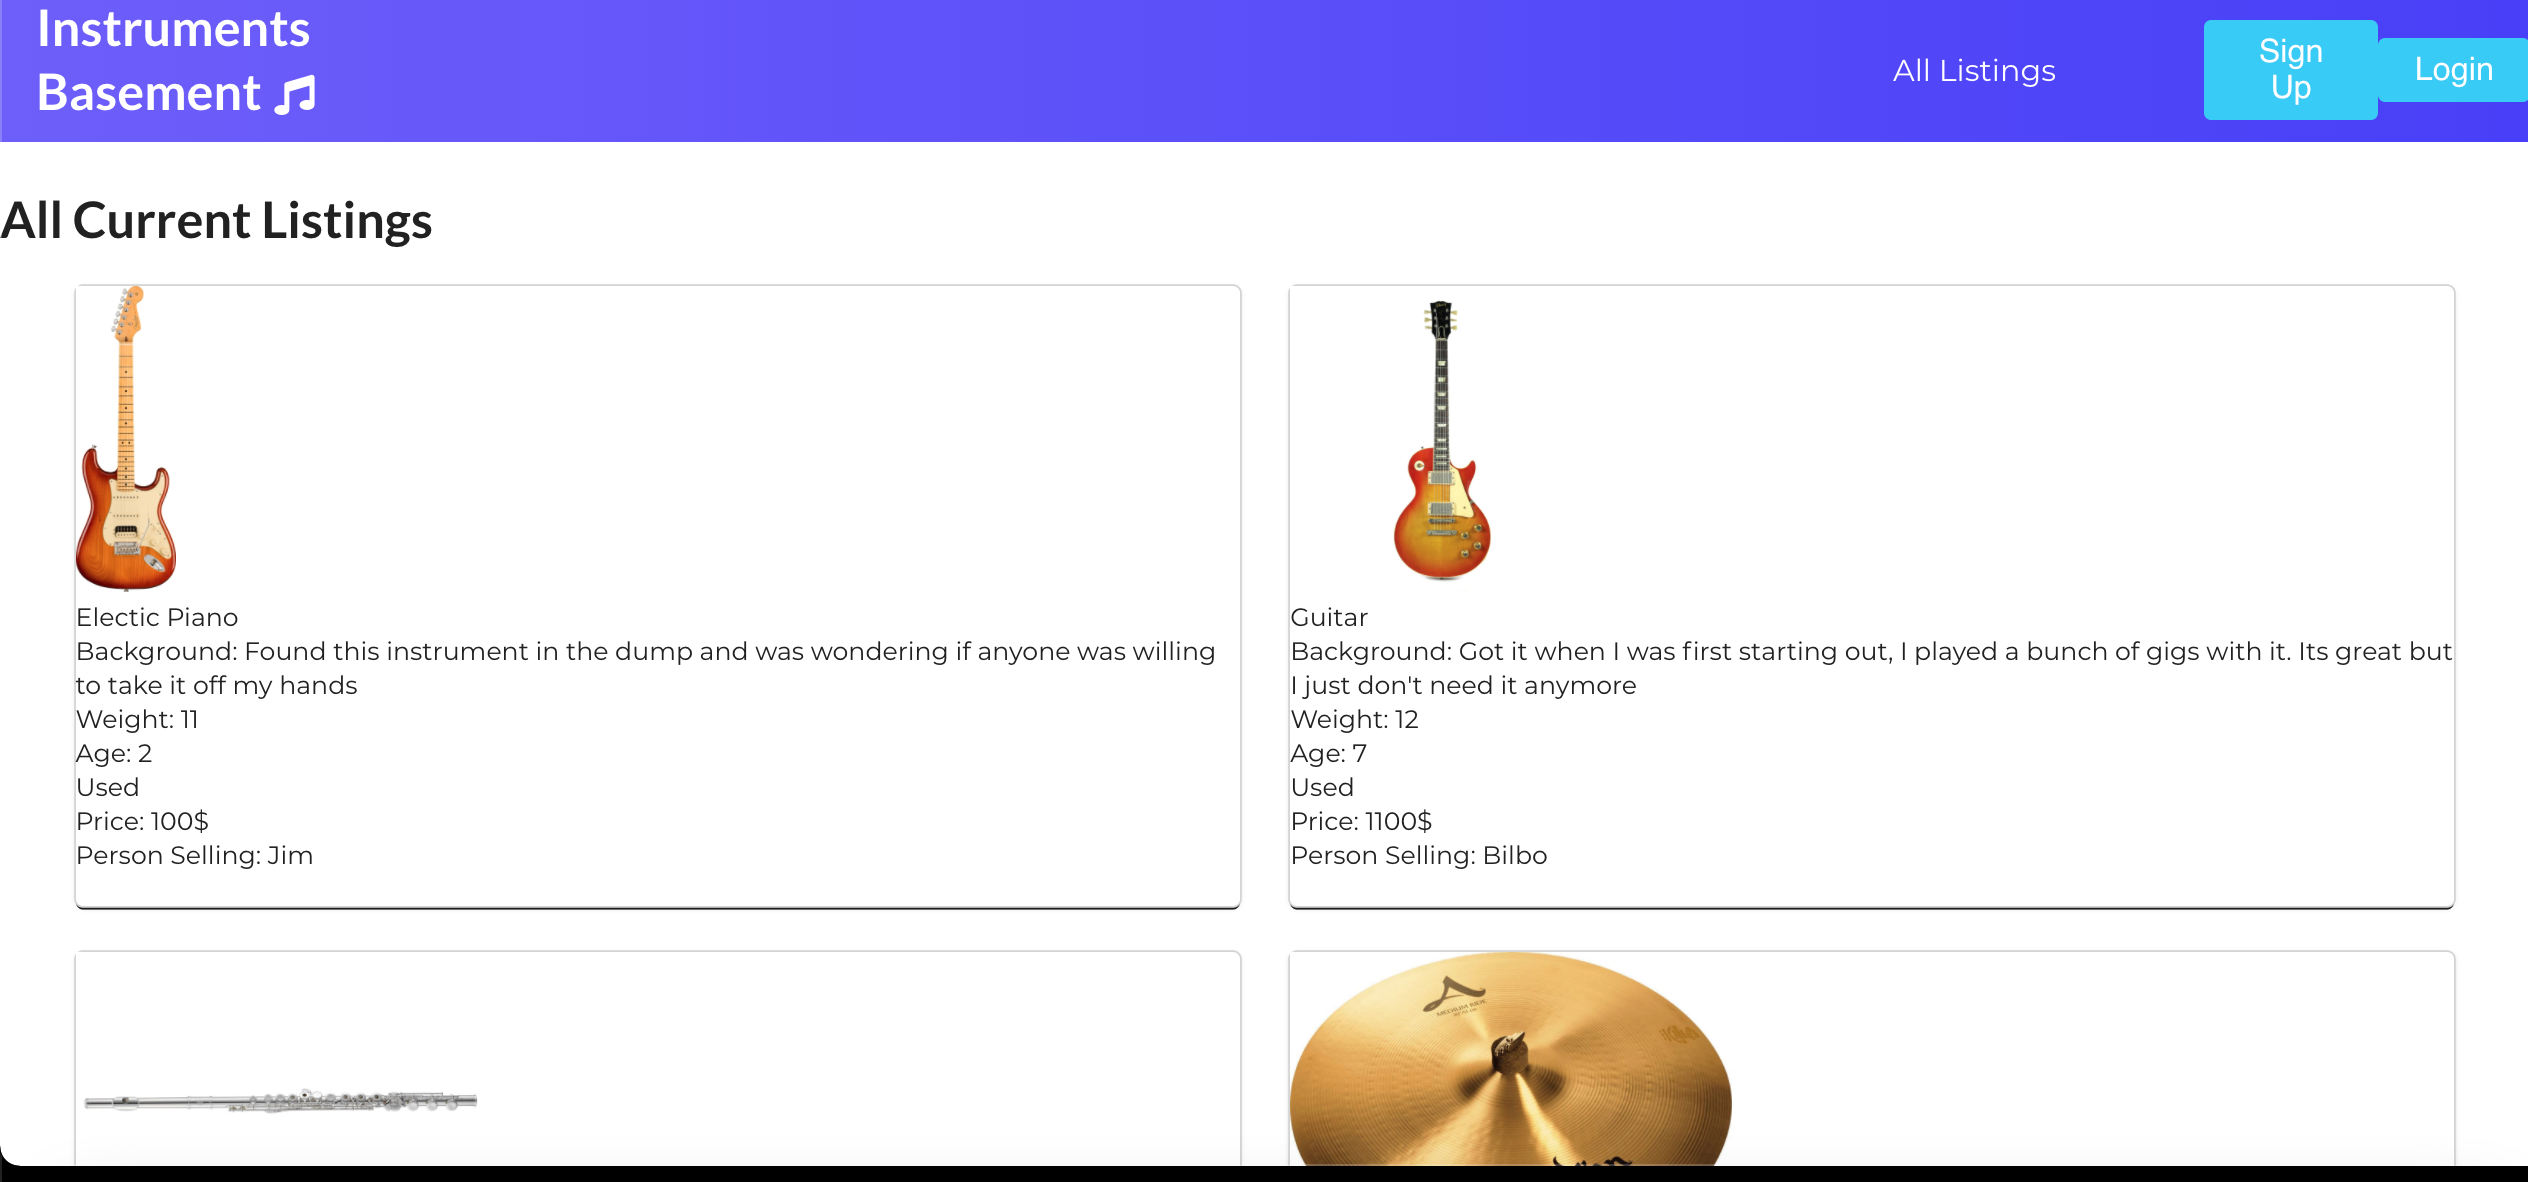 Instruments
Basement
All Listings
Sign
Up
Login
All Current Listings
Electic Piano
Background: Found this instrument in the dump and was wondering if anyone was willing
to take it off my hands
Weight: 11
Age: 2
Used
Price: 100$
Person Selling: Jim
Guitar
Background: Got it when I was first starting out, I played a bunch of gigs with it. Its great but
I just don't need it anymore
Weight: 12
Age: 7
Used
Price: 1100$
Person Selling: Bilbo
MEDIUM RIDE